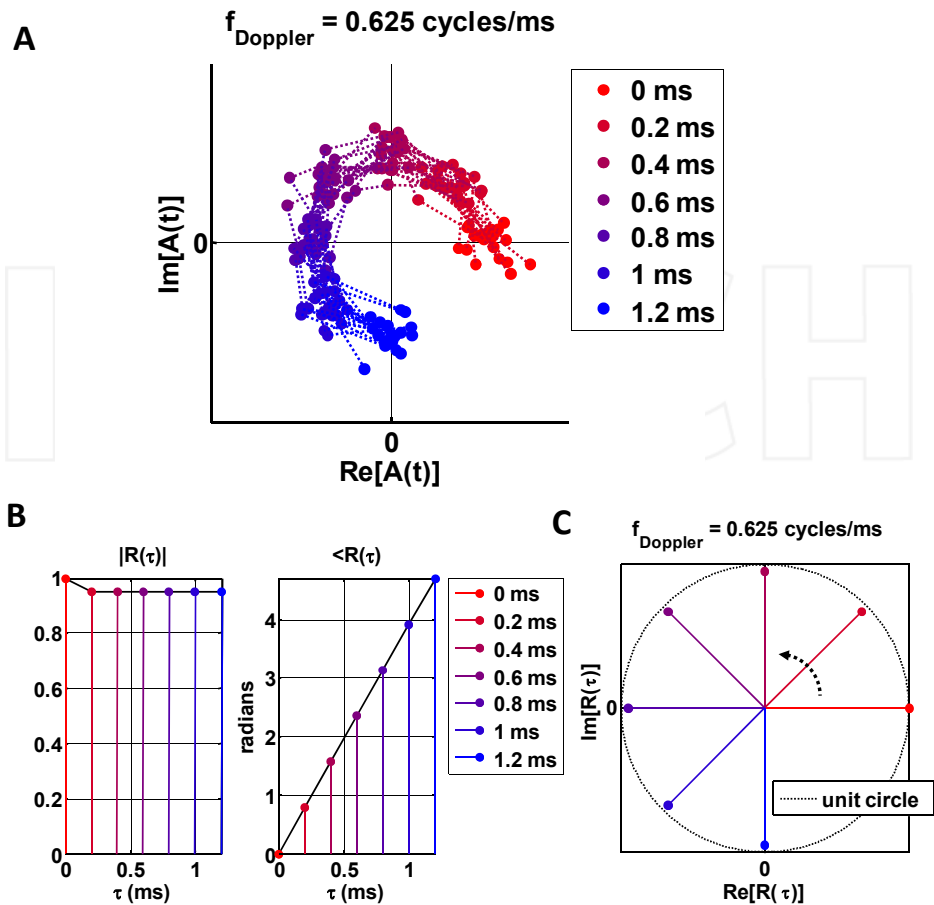 A
f_Doppler = 0.625 cycles/ms
Im[A(t)]
0
0
Re[A(t)]
0 ms
0.2 ms
0.4 ms
0.6 ms
0.8 ms
1 ms
1.2 ms
B
|R(τ)|
1
0.8
0.6
0.4
0.2
0
0 0.5 1
τ (ms)
<R(τ)
radians
4
3
2
1
0
0 0.5 1
τ (ms)
0 ms
0.2 ms
0.4 ms
0.6 ms
0.8 ms
1 ms
1.2 ms
C
f_Doppler = 0.625 cycles/ms
Im[R(τ)]
0
unit circle
0
Re[R(τ)]